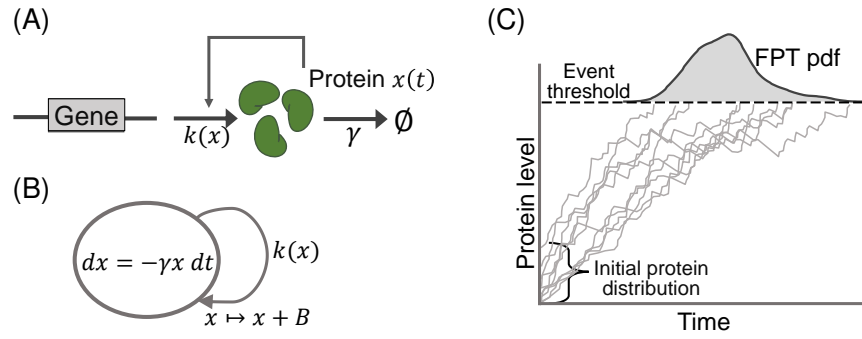 (A)
Gene
k(x)
Protein x(t)
γ
∅
(B)
dx = −γx dt
k(x)
x ↦ x + B
(C)
FPT pdf
Event
threshold
Protein level
Initial protein
distribution
Time